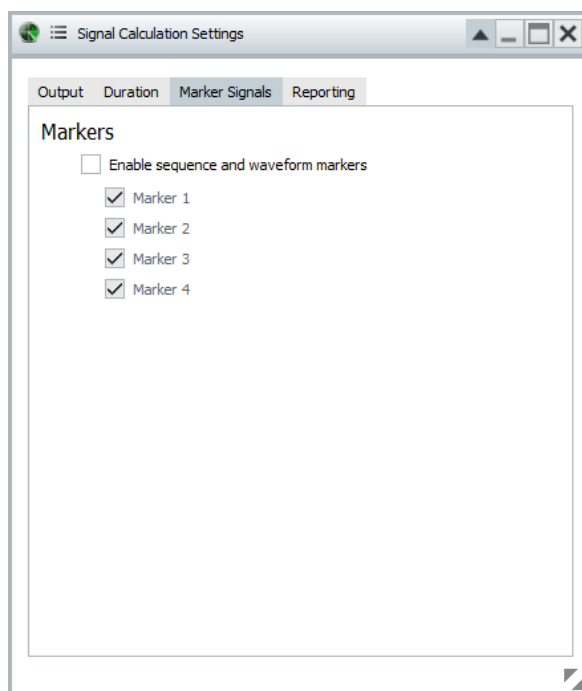 Signal Calculation Settings
Output Duration Marker Signals Reporting
Markers
Enable sequence and waveform markers
Marker 1
Marker 2
Marker 3
Marker 4